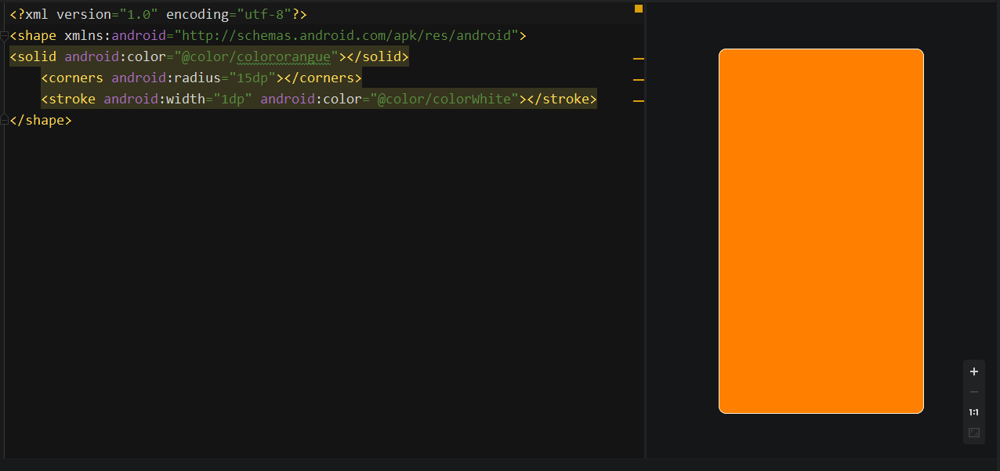 <?xml version="1.0" encoding="utf-8"?>
<shape xmlns:android="http://schemas.android.com/apk/res/android">
<solid android:color="@color/colororangue"></solid>
    <corners android:radius="15dp"></corners>
    <stroke android:width="1dp" android:color="@color/colorWhite"></stroke>
</shape>
1:1